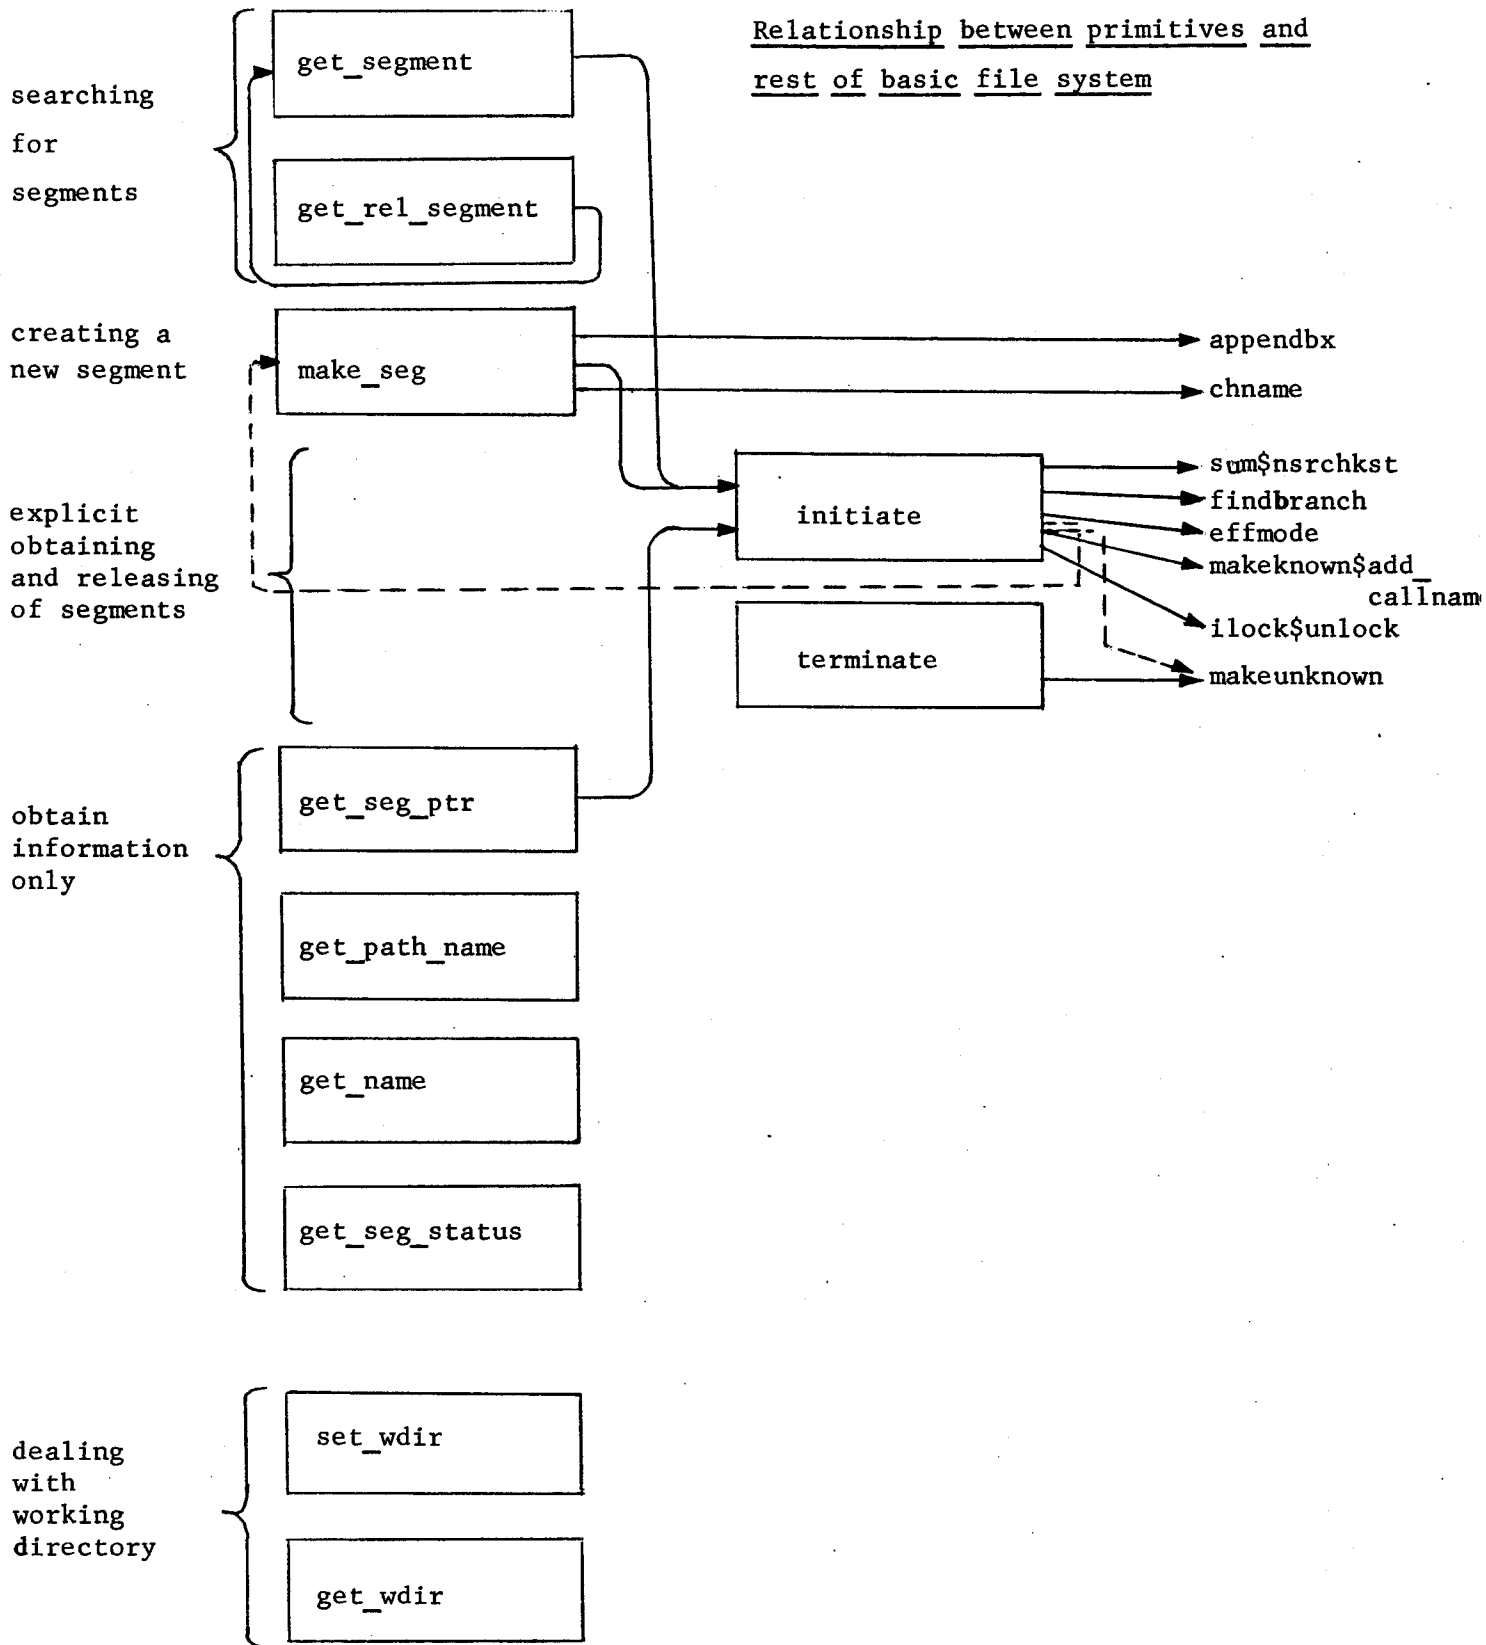 Relationship between primitives and
rest of basic file system
searching
for
segments
get_segment
get_rel_segment
creating a
new segment
make_seg
appendbx
chname
explicit
obtaining
and releasing
of segments
initiate
terminate
sum$nsrchkst
findbranch
effmode
makeknown$add_
callnam
ilock$unlock
makeunknown
obtain
information
only
get_seg_ptr
get_path_name
get_name
get_seg_status
dealing
with
working
directory
set_wdir
get_wdir